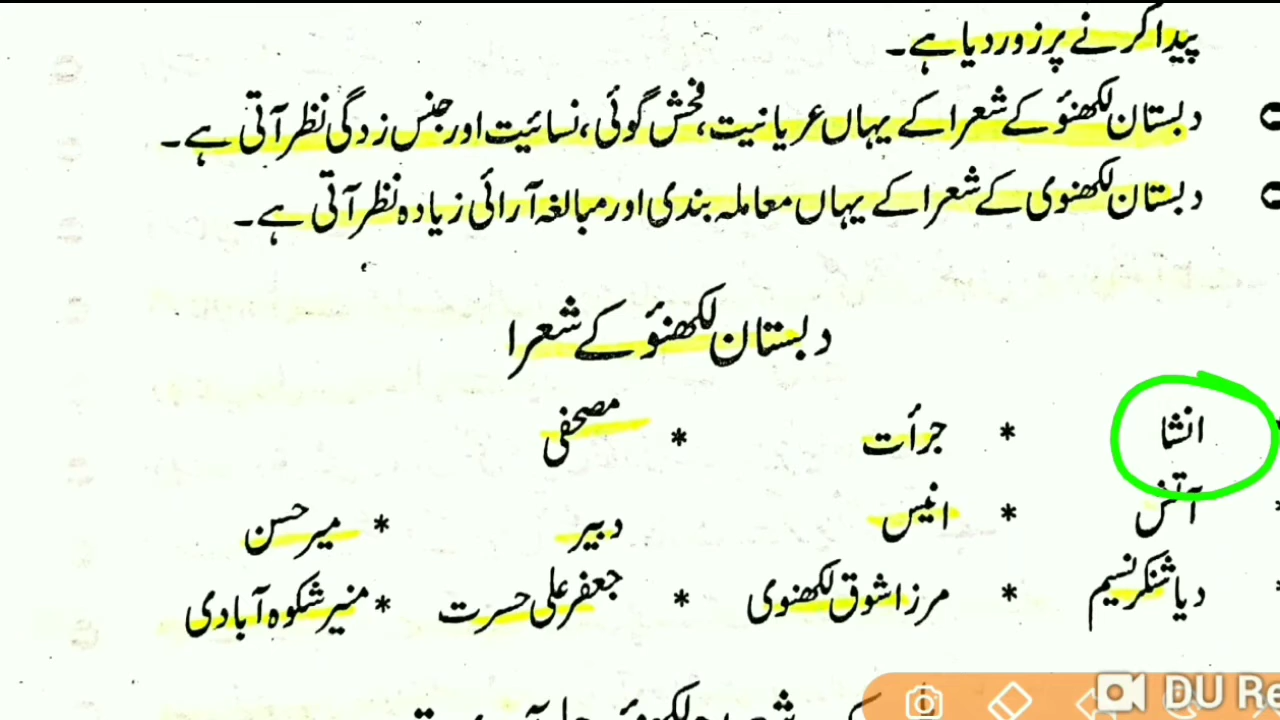 پیدا کرنے پر زور دیا ہے۔
دبستان لکھنؤ کے شعرا کے یہاں عریانیت، فحش گوئی، نسائیت اور جنس زدگی نظر آتی ہے۔
دبستان لکھنوی کے شعرا کے یہاں معاملہ بندی اور مبالغہ آرائی زیادہ نظر آتی ہے۔
دبستان لکھنؤ کے شعرا
* انشا * جرأت * مصحفی
* آتش * انیس دبیر * میر حسن
* دیا شنکر نسیم * مرزا شوق لکھنوی * جعفر علی حسرت * منیر شکوہ آبادی
DU Re